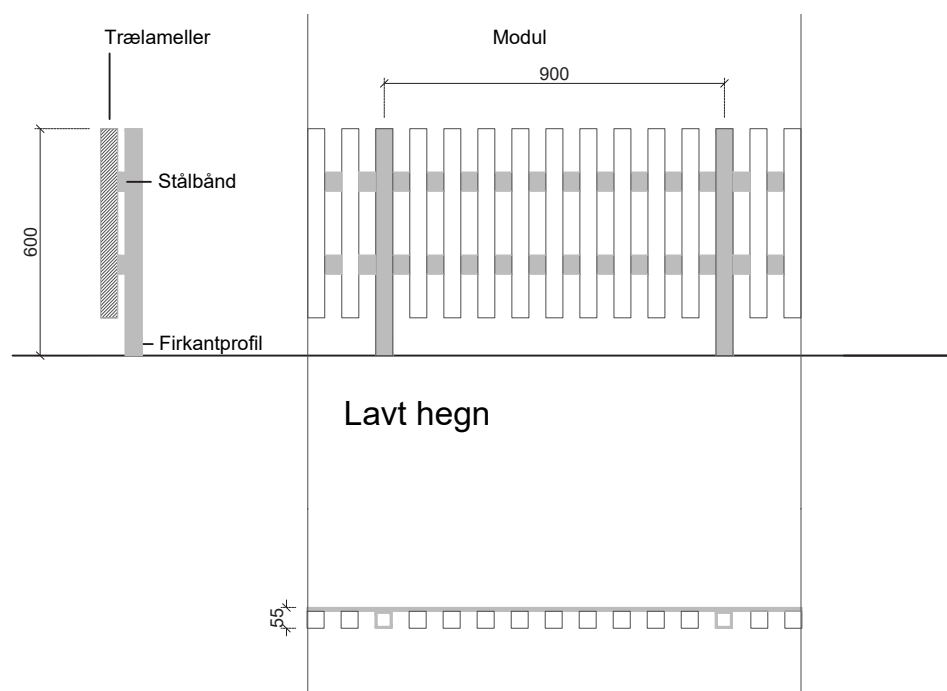 Trælameller
Modul
900
Stålbånd
600
Firkantprofil
Lavt hegn
55